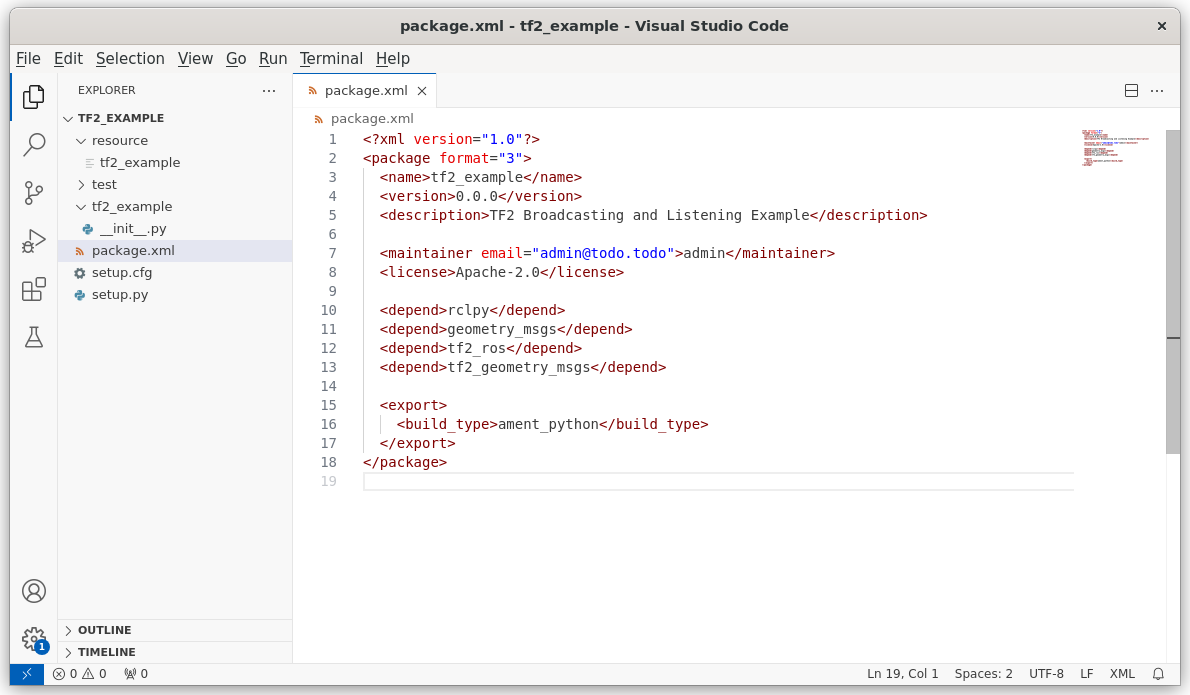 package.xml - tf2_example - Visual Studio Code
File Edit Selection View Go Run Terminal Help
EXPLORER
TF2_EXAMPLE
resource
tf2_example
test
tf2_example
__init__.py
package.xml
setup.cfg
setup.py
OUTLINE
TIMELINE
package.xml
package.xml
1 <?xml version="1.0"?>
2 <package format="3">
3   <name>tf2_example</name>
4   <version>0.0.0</version>
5   <description>TF2 Broadcasting and Listening Example</description>
6
7   <maintainer email="admin@todo.todo">admin</maintainer>
8   <license>Apache-2.0</license>
9
10   <depend>rclpy</depend>
11   <depend>geometry_msgs</depend>
12   <depend>tf2_ros</depend>
13   <depend>tf2_geometry_msgs</depend>
14
15   <export>
16     <build_type>ament_python</build_type>
17   </export>
18 </package>
19
1
0 0 0 Ln 19, Col 1 Spaces: 2 UTF-8 LF XML